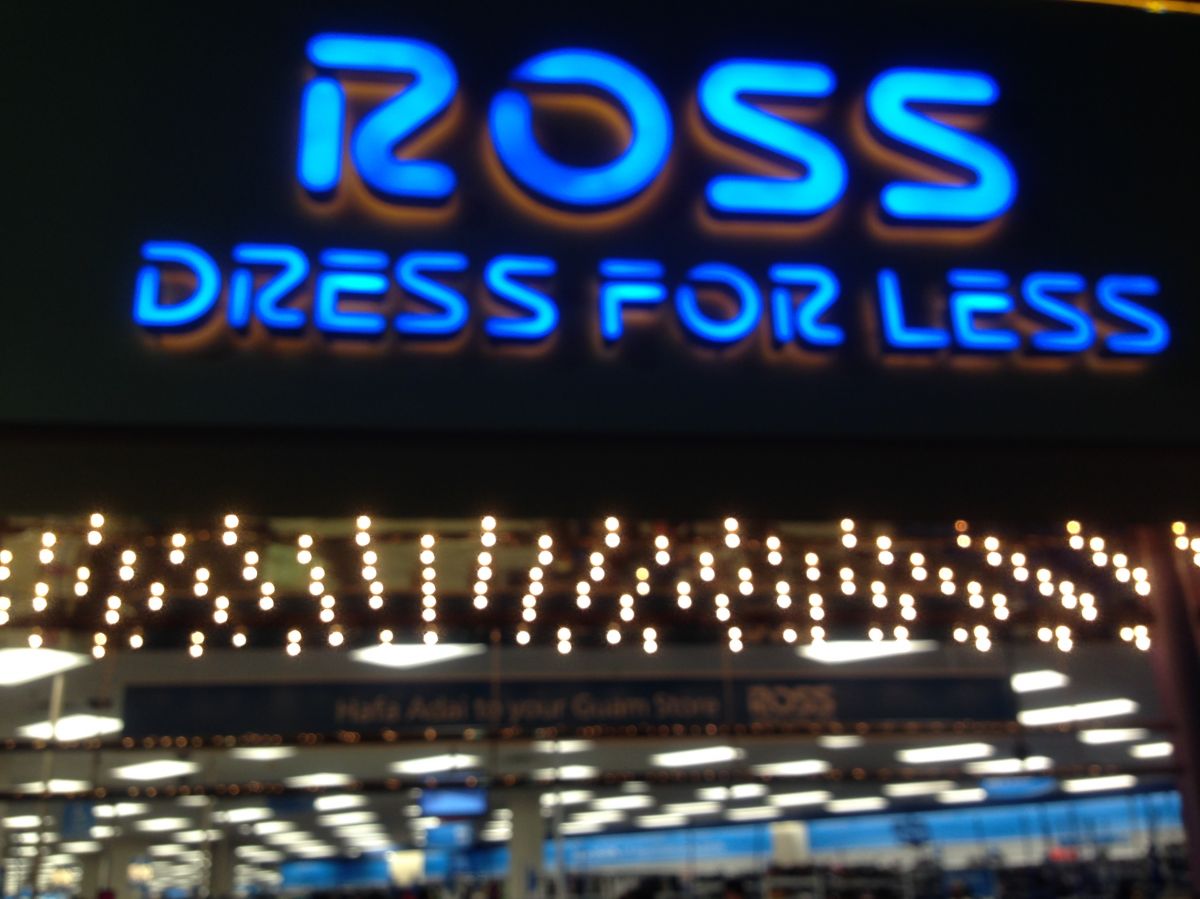 ROSS
DRESS FOR LESS
Hafa Adai to your Guam Store ROSS